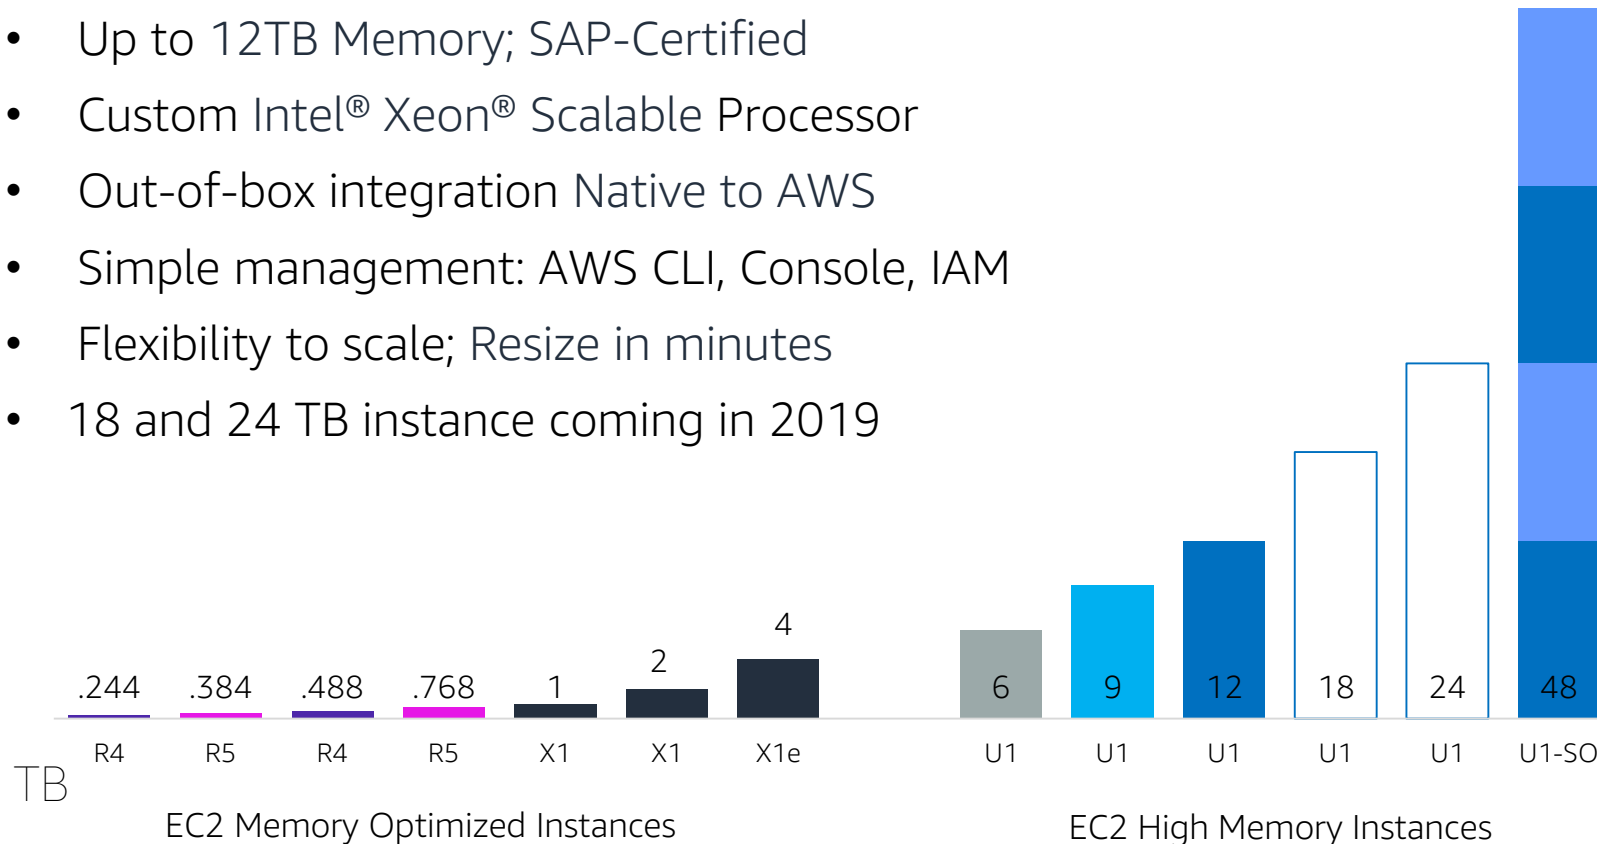 • Up to 12TB Memory; SAP-Certified
• Custom Intel® Xeon® Scalable Processor
• Out-of-box integration Native to AWS
• Simple management: AWS CLI, Console, IAM
• Flexibility to scale; Resize in minutes
• 18 and 24 TB instance coming in 2019
.244 .384 .488 .768 1 2 4 6 9 12 18 24 48
R4 R5 R4 R5 X1 X1 X1e U1 U1 U1 U1 U1 U1-SO
TB
EC2 Memory Optimized Instances EC2 High Memory Instances